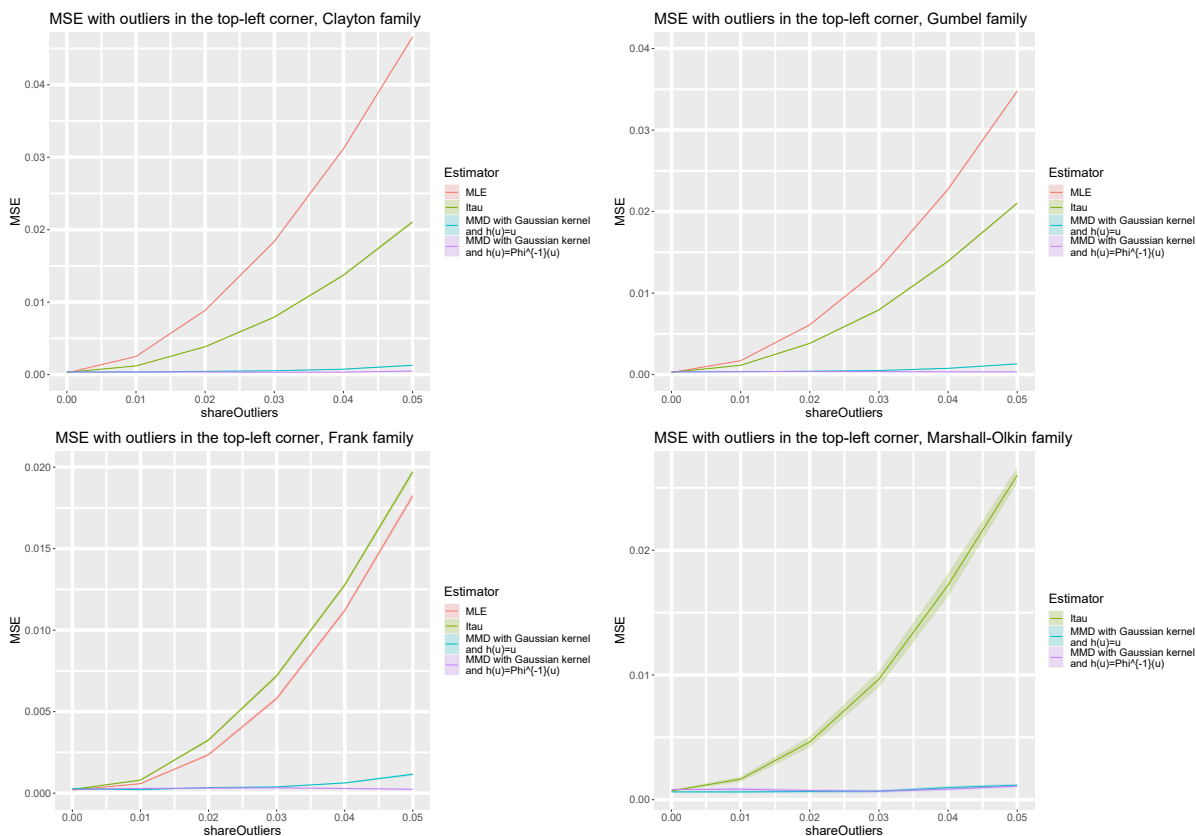 MSE with outliers in the top-left corner, Clayton family
MSE
0.04
0.03
0.02
0.01
0.00
0.00 0.01 0.02 0.03 0.04 0.05
shareOutliers
Estimator
MLE
Itau
MMD with Gaussian kernel
and h(u)=u
MMD with Gaussian kernel
and h(u)=Phi^{-1}(u)
MSE with outliers in the top-left corner, Gumbel family
MSE
0.04
0.03
0.02
0.01
0.00
0.00 0.01 0.02 0.03 0.04 0.05
shareOutliers
Estimator
MLE
Itau
MMD with Gaussian kernel
and h(u)=u
MMD with Gaussian kernel
and h(u)=Phi^{-1}(u)
MSE with outliers in the top-left corner, Frank family
MSE
0.020
0.015
0.010
0.005
0.000
0.00 0.01 0.02 0.03 0.04 0.05
shareOutliers
Estimator
MLE
Itau
MMD with Gaussian kernel
and h(u)=u
MMD with Gaussian kernel
and h(u)=Phi^{-1}(u)
MSE with outliers in the top-left corner, Marshall-Olkin family
MSE
0.02
0.01
0.00
0.00 0.01 0.02 0.03 0.04 0.05
shareOutliers
Estimator
Itau
MMD with Gaussian kernel
and h(u)=u
MMD with Gaussian kernel
and h(u)=Phi^{-1}(u)